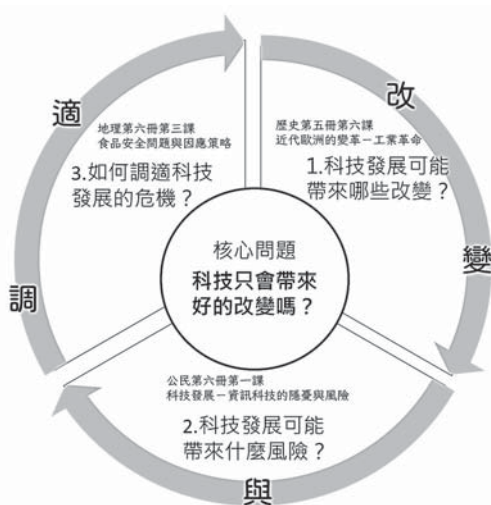 改
變
與
調
適
歷史第五冊第六課
近代歐洲的變革－工業革命
1.科技發展可能
帶來哪些改變？
公民第六冊第一課
科技發展－資訊科技的隱憂與風險
2.科技發展可能
帶來什麼風險？
地理第六冊第三課
食品安全問題與因應策略
3.如何調適科技
發展的危機？
核心問題
科技只會帶來
好的改變嗎？